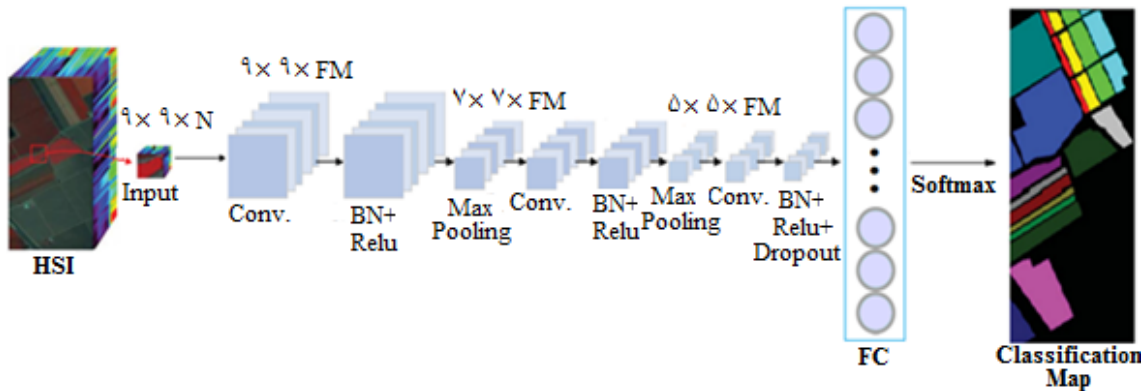 HSI
۹ × ۹ × N
Input
۹ × ۹ × FM
Conv.
BN+
Relu
۷ × ۷ × FM
Max
Pooling
Conv.
BN+
Relu
۵ × ۵ × FM
Max
Pooling
Conv.
BN+
Relu+
Dropout
FC
Softmax
Classification
Map